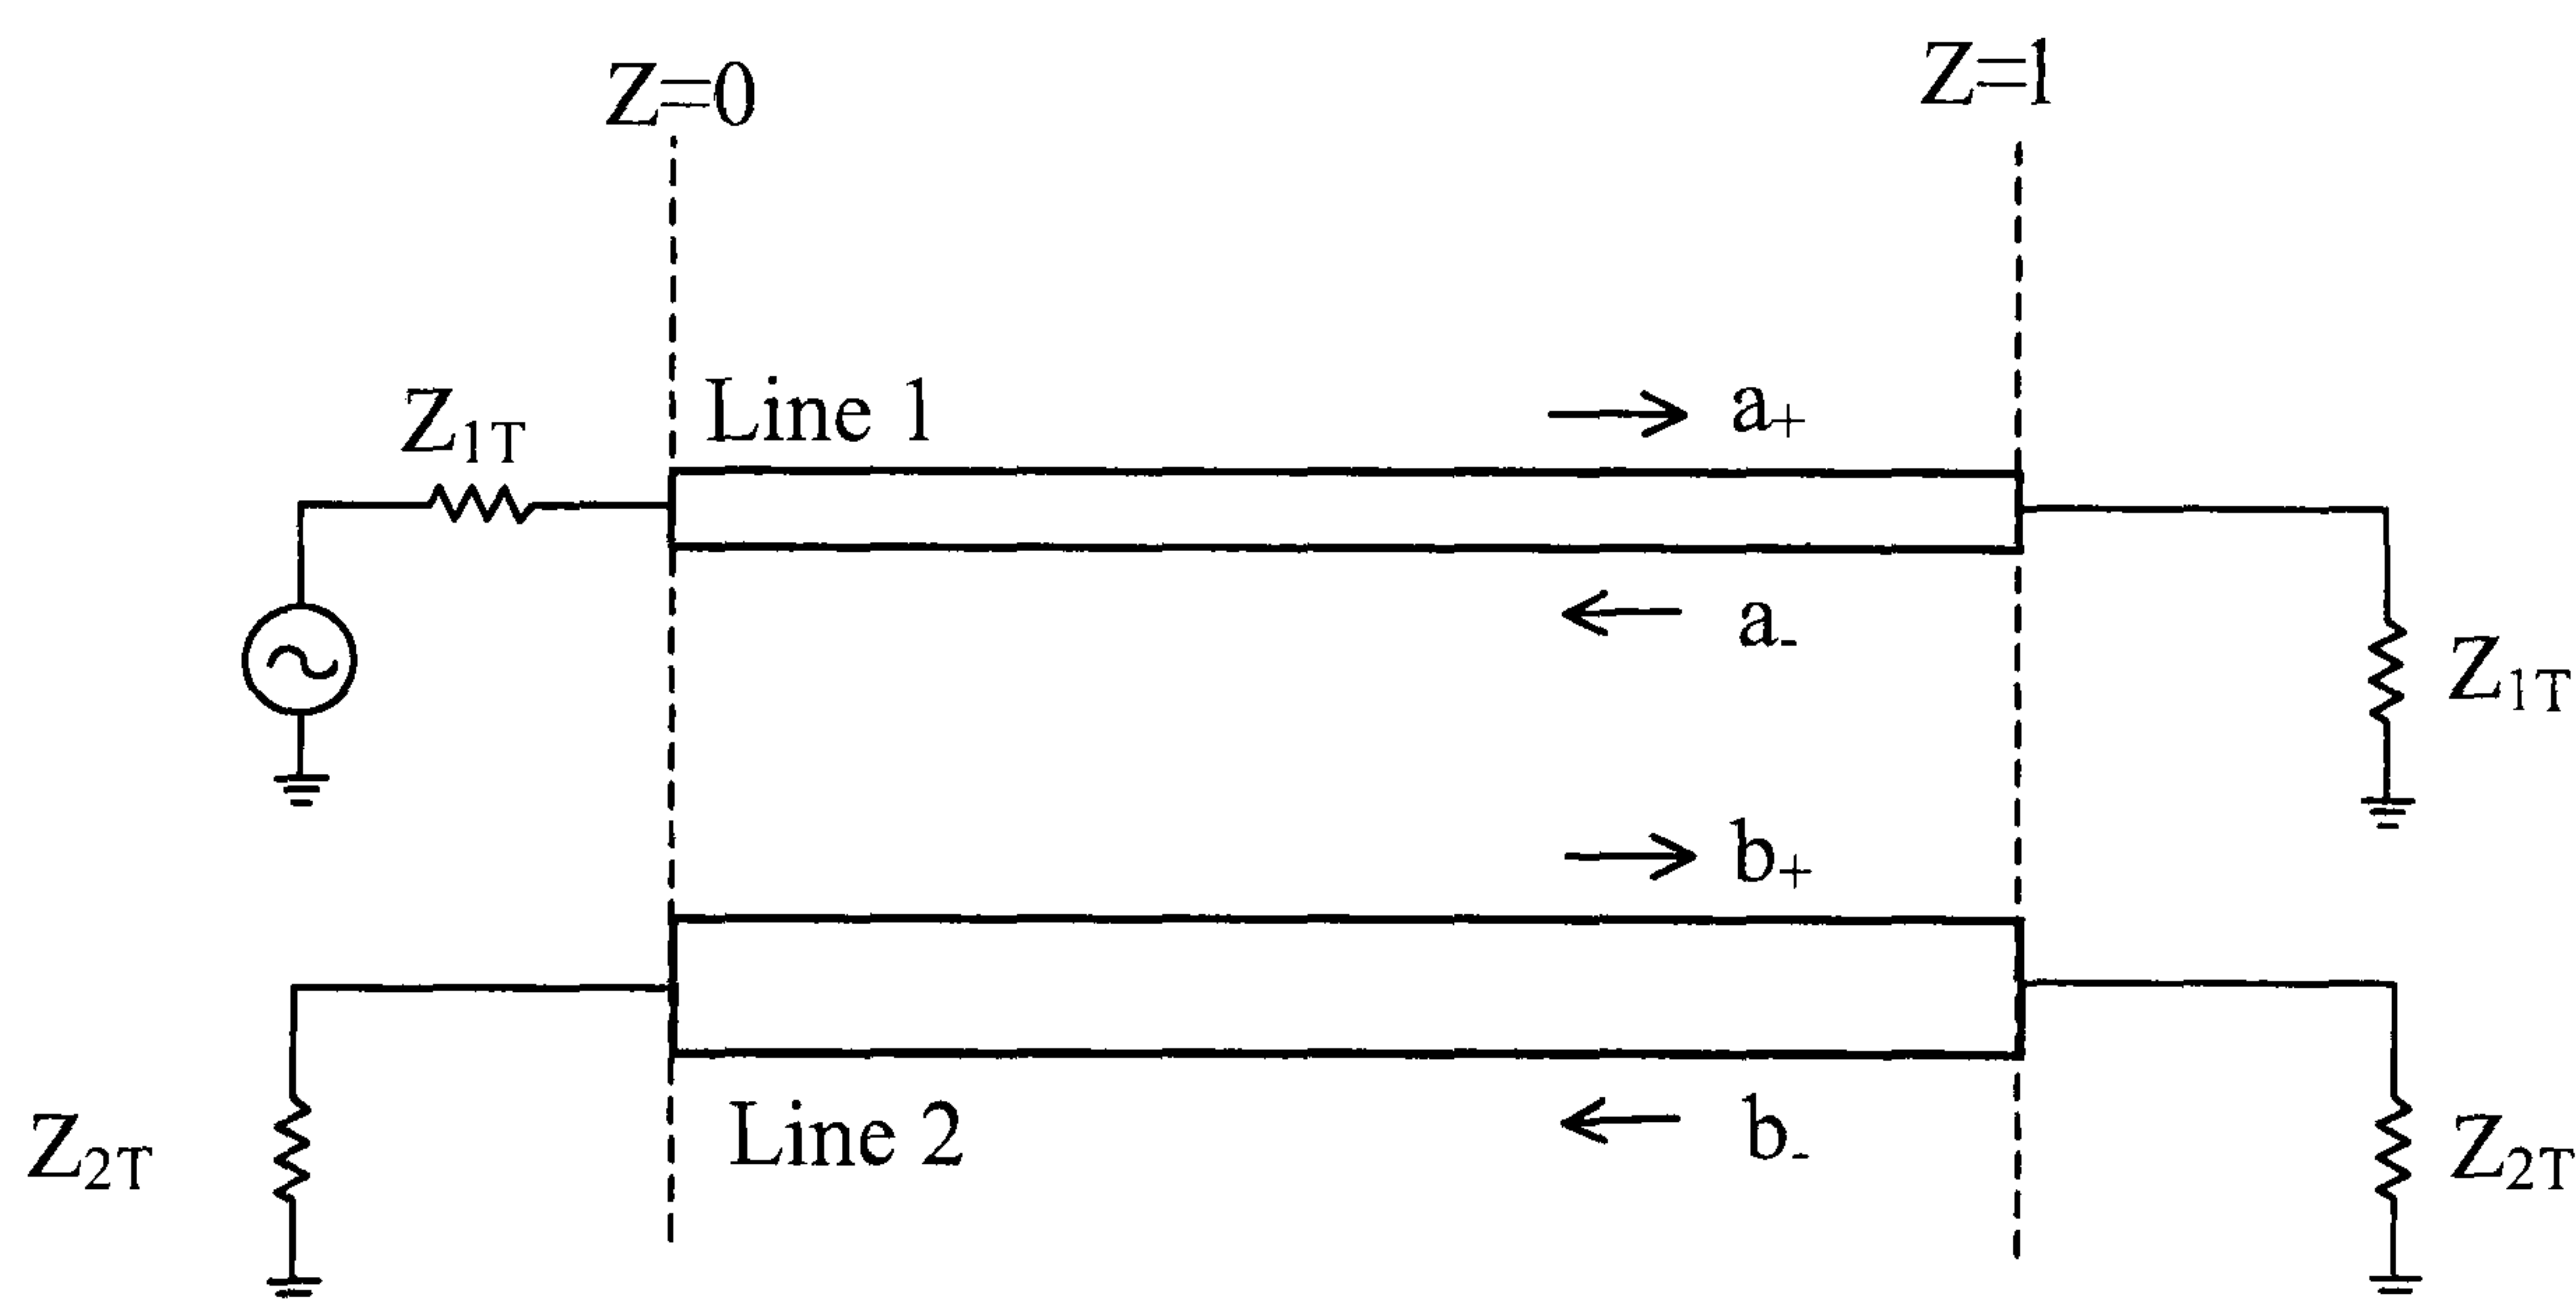 Z=0
Z=l
Z1T
Line 1
a+
a-
Z1T
b+
Z2T
Line 2
b-
Z2T